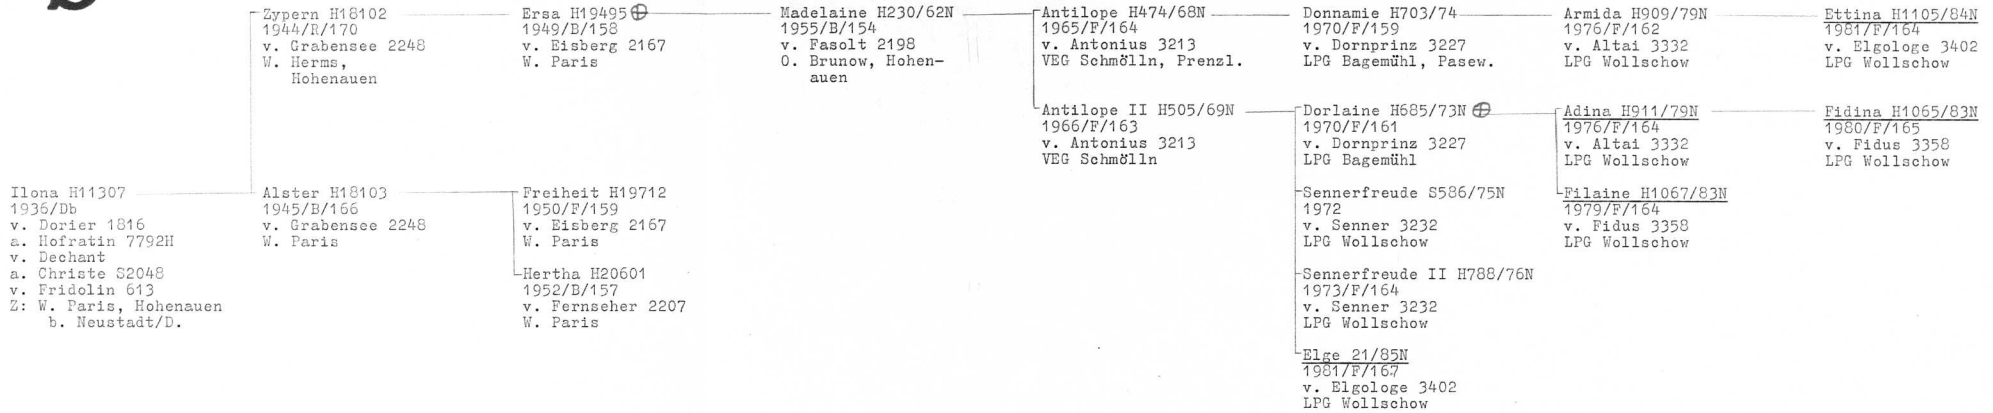 Zypern H18102
1944/R/170
v. Grabensee 2248
W. Herms,
Hohenauen
Ersa H19495
1949/B/158
v. Eisberg 2167
W. Paris
Madelaine H230/62N
1955/B/154
v. Fasolt 2198
O. Brunow, Hohen-
auen
Antilope H474/68N
1965/F/164
v. Antonius 3213
VEG Schmölln, Prenzl.
Donnamie H703/74
1970/F/159
v. Dornprinz 3227
LPG Bagemühl, Pasew.
Armida H909/79N
1976/F/162
v. Altai 3332
LPG Wollschow
Ettina H1105/84N
1981/F/164
v. Elgologe 3402
LPG Wollschow
Antilope II H505/69N
1966/F/163
v. Antonius 3213
VEG Schmölln
Dorlaine H685/73N
1970/F/161
v. Dornprinz 3227
LPG Bagemühl
Adina H911/79N
1976/F/164
v. Altai 3332
LPG Wollschow
Fidina H1065/83N
1980/F/165
v. Fidus 3358
LPG Wollschow
Ilona H11307
1936/Db
v. Dorier 1816
a. Hofratin 7792H
v. Dechant
a. Christe S2048
v. Fridolin 613
Z: W. Paris, Hohenauen
b. Neustadt/D.
Alster H18103
1945/B/166
v. Grabensee 2248
W. Paris
Freiheit H19712
1950/F/159
v. Eisberg 2167
W. Paris
Hertha H20601
1952/B/157
v. Fernseher 2207
W. Paris
Sennerfreude S586/75N
1972
v. Senner 3232
LPG Wollschow
Filaine H1067/83N
1979/F/164
v. Fidus 3358
LPG Wollschow
Sennerfreude II H788/76N
1973/F/164
v. Senner 3232
LPG Wollschow
Elge 21/85N
1981/F/167
v. Elgologe 3402
LPG Wollschow